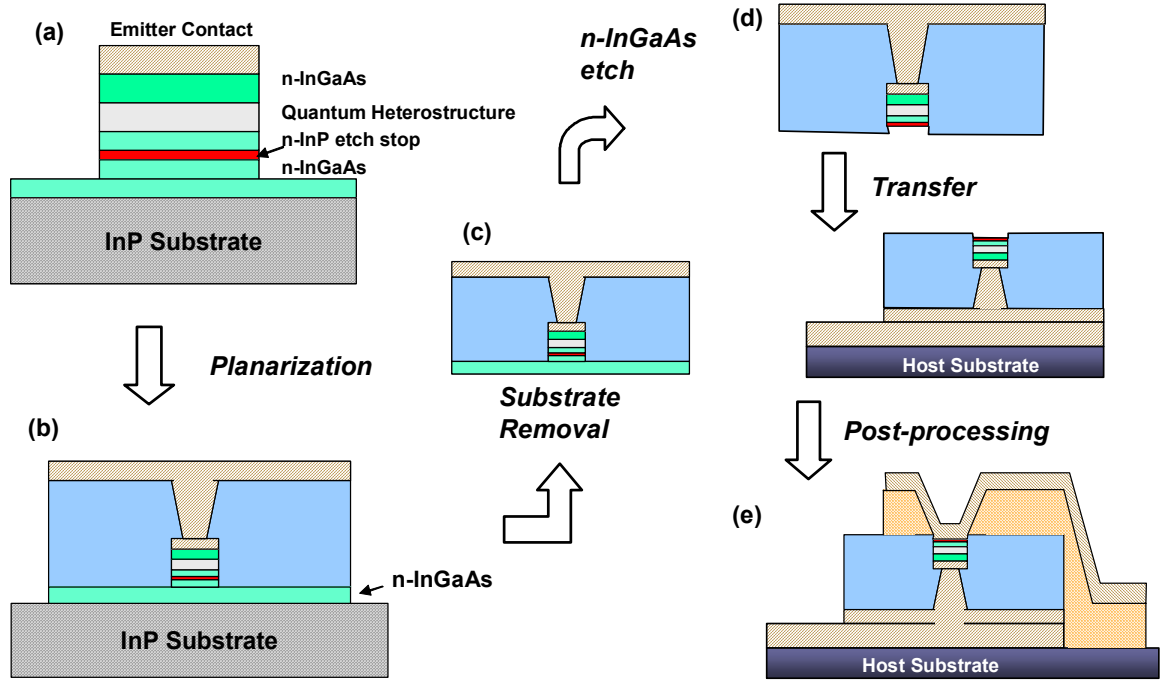 (a)
Emitter Contact
n-InGaAs
Quantum Heterostructure
n-InP etch stop
n-InGaAs
InP Substrate
Planarization
(b)
n-InGaAs
InP Substrate
(c)
Substrate
Removal
n-InGaAs
etch
(d)
Transfer
Host Substrate
Post-processing
(e)
Host Substrate